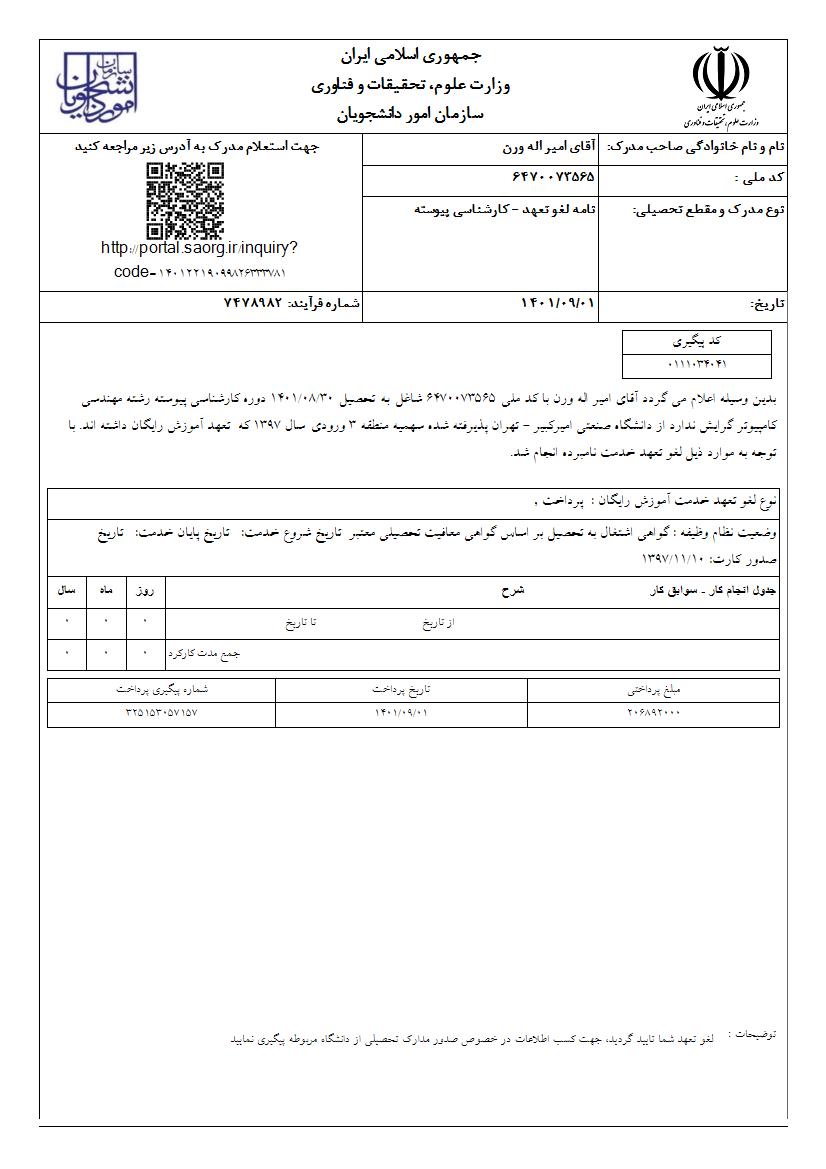 جمهوری اسلامی ایران
وزارت علوم، تحقیقات و فناوری
سازمان امور دانشجویان
جمهوری اسلامی ایران
وزارت علوم، تحقیقات و فناوری
سازمان امور دانشجویان
نام و نام خانوادگی صاحب مدرک: آقای امیر اله ورن
کد ملی : ۶۴۷۰۰۷۳۵۶۵
نوع مدرک و مقطع تحصیلی: نامه لغو تعهد - کارشناسی پیوسته
جهت استعلام مدرک به آدرس زیر مراجعه کنید
http://portal.saorg.ir/inquiry?
code=۱۴۰۱۲۲۱۹۰۹۹۸۲۶۳۳۳۷۸۱
تاریخ: ۱۴۰۱/۰۹/۰۱ شماره فرآیند: ۷۴۷۸۹۸۲
کد پیگیری
۰۱۱۱۰۳۴۰۴۱
بدین وسیله اعلام می گردد آقای امیر اله ورن با کد ملی ۶۴۷۰۰۷۳۵۶۵ شاغل به تحصیل ۱۴۰۱/۰۸/۳۰ دوره کارشناسی پیوسته رشته مهندسی
کامپیوتر گرایش ندارد از دانشگاه صنعتی امیرکبیر - تهران پذیرفته شده سهمیه منطقه ۳ ورودی سال ۱۳۹۷ که تعهد آموزش رایگان داشته اند. با
توجه به موارد ذیل لغو تعهد خدمت نامبرده انجام شد.
نوع لغو تعهد خدمت آموزش رایگان : پرداخت ,
وضعیت نظام وظیفه : گواهی اشتغال به تحصیل بر اساس گواهی معافیت تحصیلی معتبر تاریخ شروع خدمت: تاریخ پایان خدمت: تاریخ
صدور کارت: ۱۳۹۷/۱۱/۱۰
جدول انجام کار - سوابق کار شرح روز ماه سال
از تاریخ تا تاریخ ۰ ۰ ۰
جمع مدت کارکرد ۰ ۰ ۰
مبلغ پرداختی تاریخ پرداخت شماره پیگیری پرداخت
۲۰۶۸۹۲۰۰۰ ۱۴۰۱/۰۹/۰۱ ۳۲۵۱۵۳۰۵۷۱۵۷
توضیحات : لغو تعهد شما تایید گردید، جهت کسب اطلاعات در خصوص صدور مدارک تحصیلی از دانشگاه مربوطه پیگیری نمایید